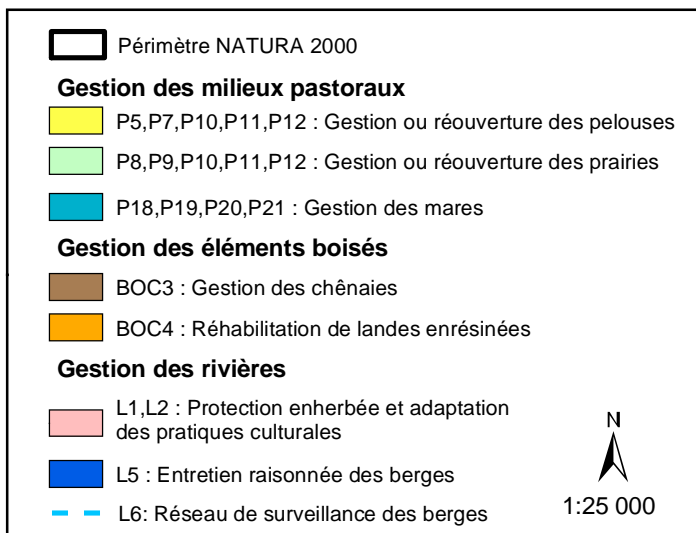 Périmètre NATURA 2000
Gestion des milieux pastoraux
P5,P7,P10,P11,P12 : Gestion ou réouverture des pelouses
P8,P9,P10,P11,P12 : Gestion ou réouverture des prairies
P18,P19,P20,P21 : Gestion des mares
Gestion des éléments boisés
BOC3 : Gestion des chênaies
BOC4 : Réhabilitation de landes enrésinées
Gestion des rivières
L1,L2 : Protection enherbée et adaptation
des pratiques culturales
L5 : Entretien raisonnée des berges
L6: Réseau de surveillance des berges
N
1:25 000